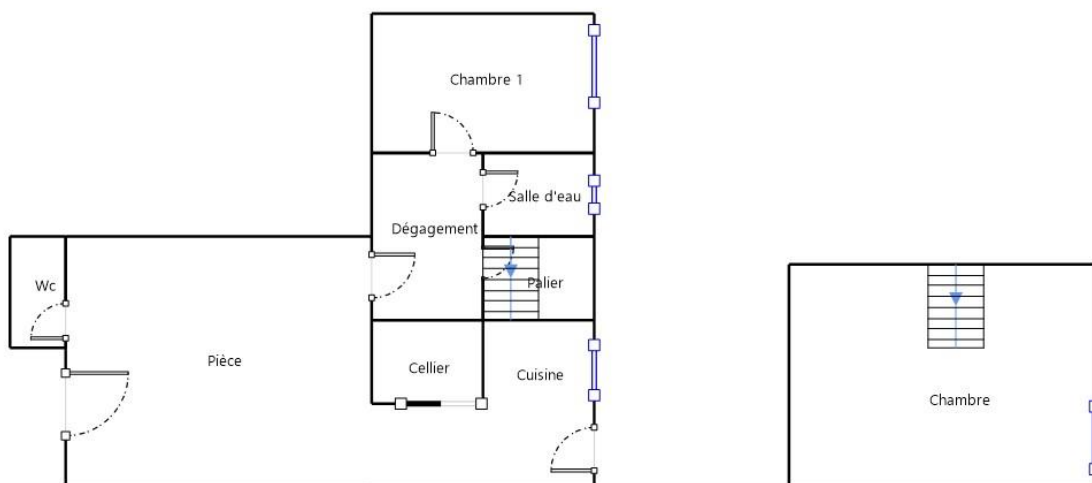 Chambre 1
Salle d'eau
Dégagement
Wc
Palier
Pièce
Cellier
Cuisine
Chambre